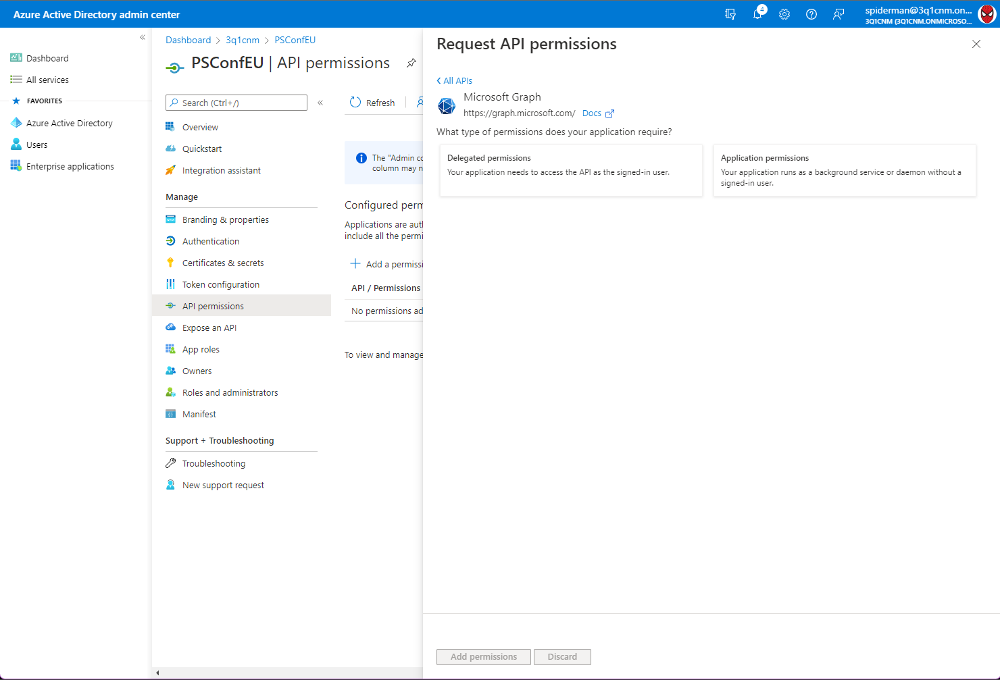 Azure Active Directory admin center
4
spiderman@3q1cnm.on...
3Q1CNM (3Q1CNM.ONMICROSO...
Dashboard
All services
FAVORITES
Azure Active Directory
Users
Enterprise applications
Dashboard > 3q1cnm > PSConfEU
PSConfEU | API permissions
Search (Ctrl+/)
Overview
Quickstart
Integration assistant
Manage
Branding & properties
Authentication
Certificates & secrets
Token configuration
API permissions
Expose an API
App roles
Owners
Roles and administrators
Manifest
Support + Troubleshooting
Troubleshooting
New support request
Refresh
The "Admin co
column may n
Configured perm
Applications are aut
include all the permi
Add a permissi
API / Permissions
No permissions ad
To view and manage
Request API permissions
All APIs
Microsoft Graph
https://graph.microsoft.com/ Docs
What type of permissions does your application require?
Delegated permissions
Your application needs to access the API as the signed-in user.
Application permissions
Your application runs as a background service or daemon without a
signed-in user.
Add permissions
Discard